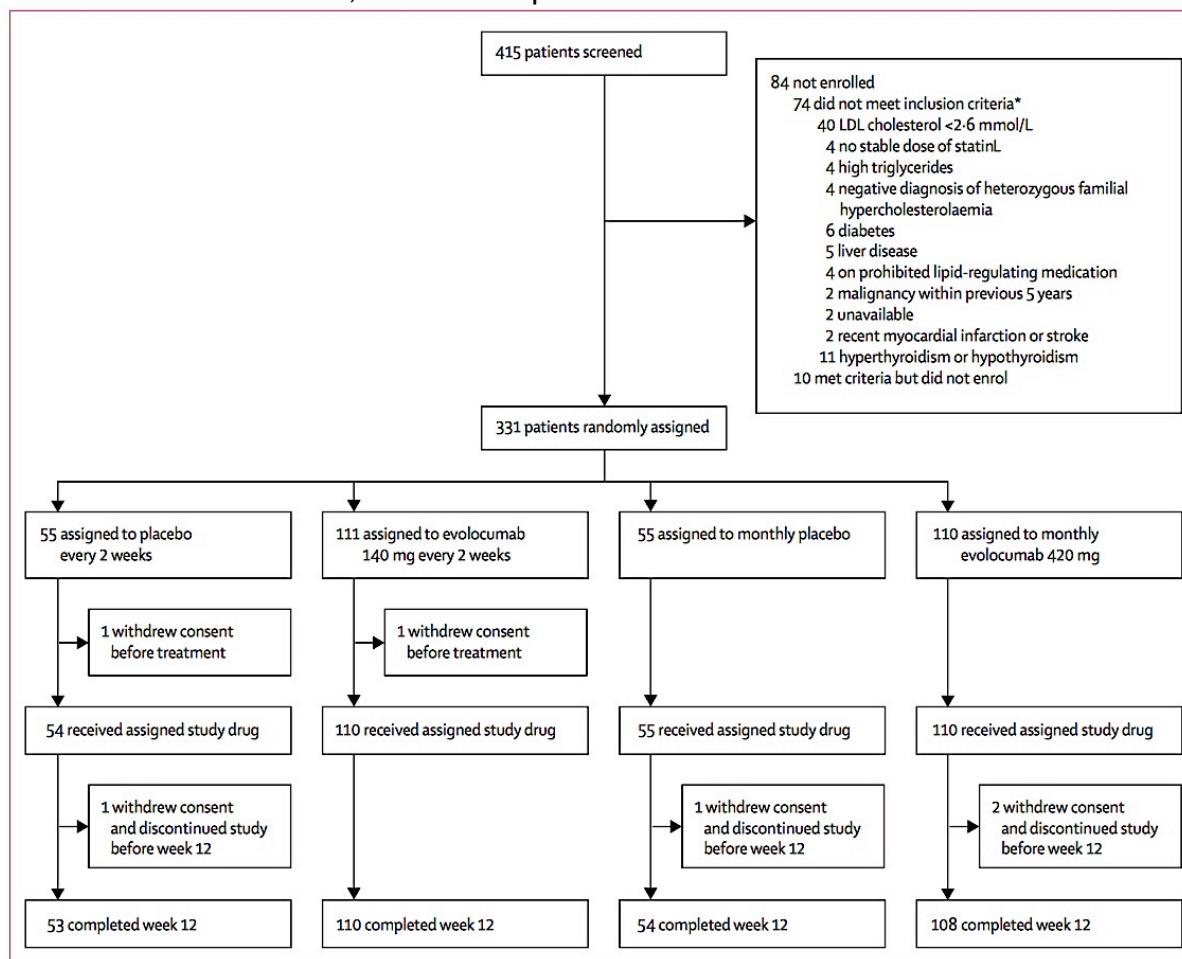 415 patients screened
84 not enrolled
74 did not meet inclusion criteria*
40 LDL cholesterol <2·6 mmol/L
4 no stable dose of statinL
4 high triglycerides
4 negative diagnosis of heterozygous familial
hypercholesterolaemia
6 diabetes
5 liver disease
4 on prohibited lipid-regulating medication
2 malignancy within previous 5 years
2 unavailable
2 recent myocardial infarction or stroke
11 hyperthyroidism or hypothyroidism
10 met criteria but did not enrol
331 patients randomly assigned
55 assigned to placebo
every 2 weeks
111 assigned to evolocumab
140 mg every 2 weeks
55 assigned to monthly placebo
110 assigned to monthly
evolocumab 420 mg
1 withdrew consent
before treatment
1 withdrew consent
before treatment
54 received assigned study drug
110 received assigned study drug
55 received assigned study drug
110 received assigned study drug
1 withdrew consent
and discontinued study
before week 12
1 withdrew consent
and discontinued study
before week 12
2 withdrew consent
and discontinued study
before week 12
53 completed week 12
110 completed week 12
54 completed week 12
108 completed week 12